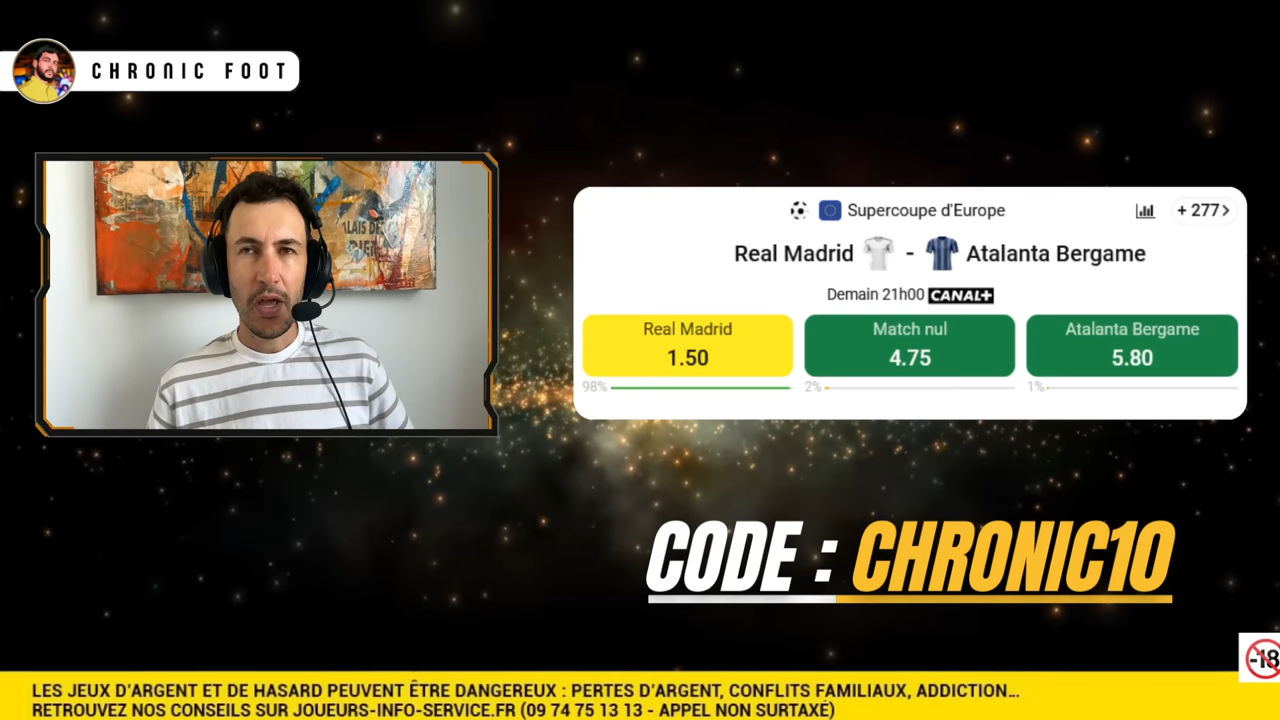 CHRONIC FOOT
ALAIS DE
Supercoupe d'Europe
+ 277
Real Madrid - Atalanta Bergame
Demain 21h00 CANAL+
Real Madrid
1.50
Match nul
4.75
Atalanta Bergame
5.80
98%
2%
1%
CODE : CHRONIC10
-18
LES JEUX D'ARGENT ET DE HASARD PEUVENT ÊTRE DANGEREUX : PERTES D'ARGENT, CONFLITS FAMILIAUX, ADDICTION...
RETROUVEZ NOS CONSEILS SUR JOUEURS-INFO-SERVICE.FR (09 74 75 13 13 - APPEL NON SURTAXÉ)